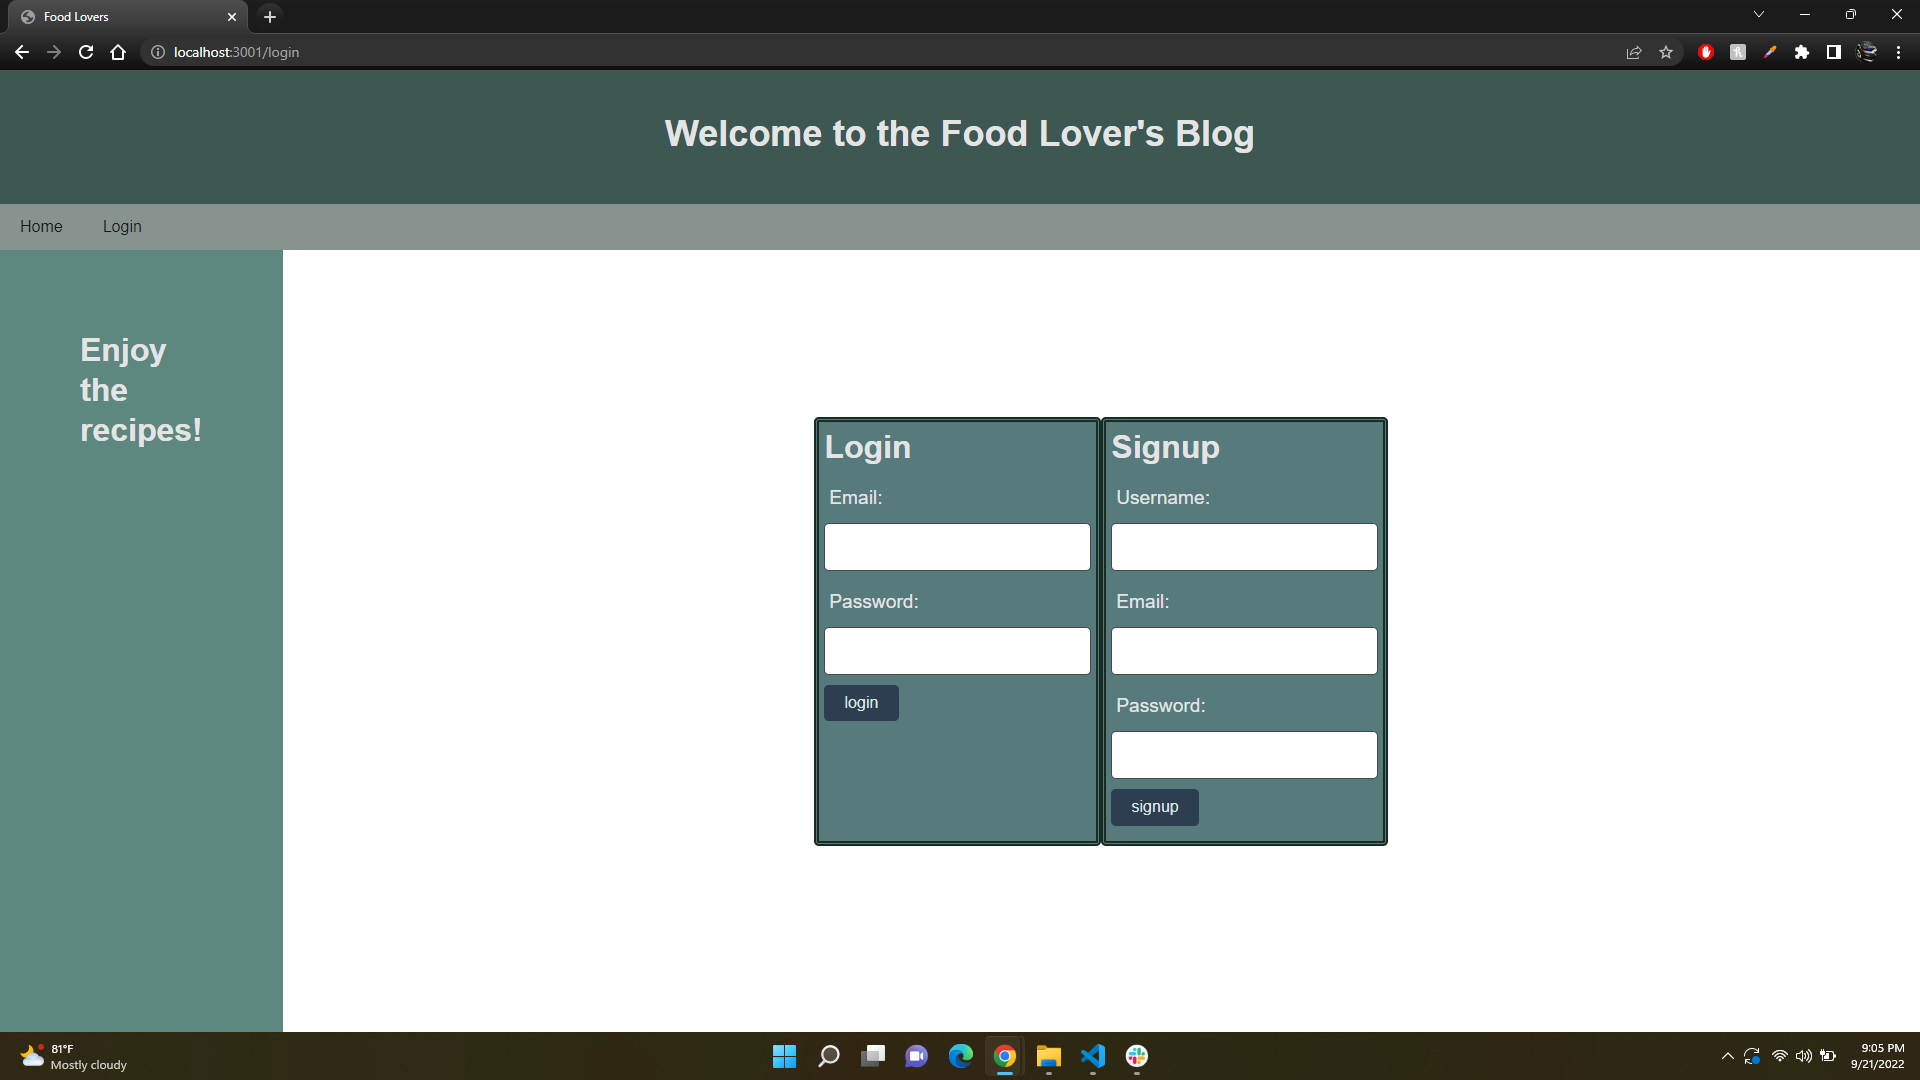 Food Lovers
localhost:3001/login
Welcome to the Food Lover's Blog
Home Login
Enjoy
the
recipes!
Login
Email:
Password:
login
Signup
Username:
Email:
Password:
signup
81°F
Mostly cloudy
9:05 PM
9/21/2022